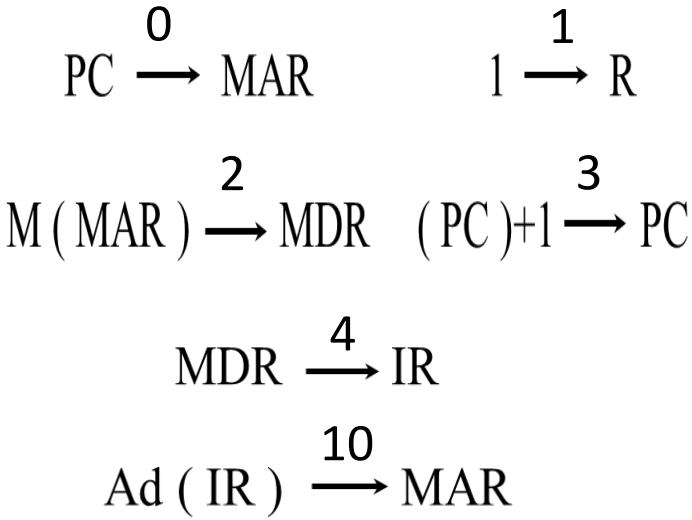 0 1
PC → MAR 1 → R
2 3
M ( MAR ) → MDR ( PC )+1 → PC
4
MDR → IR
10
Ad ( IR ) → MAR